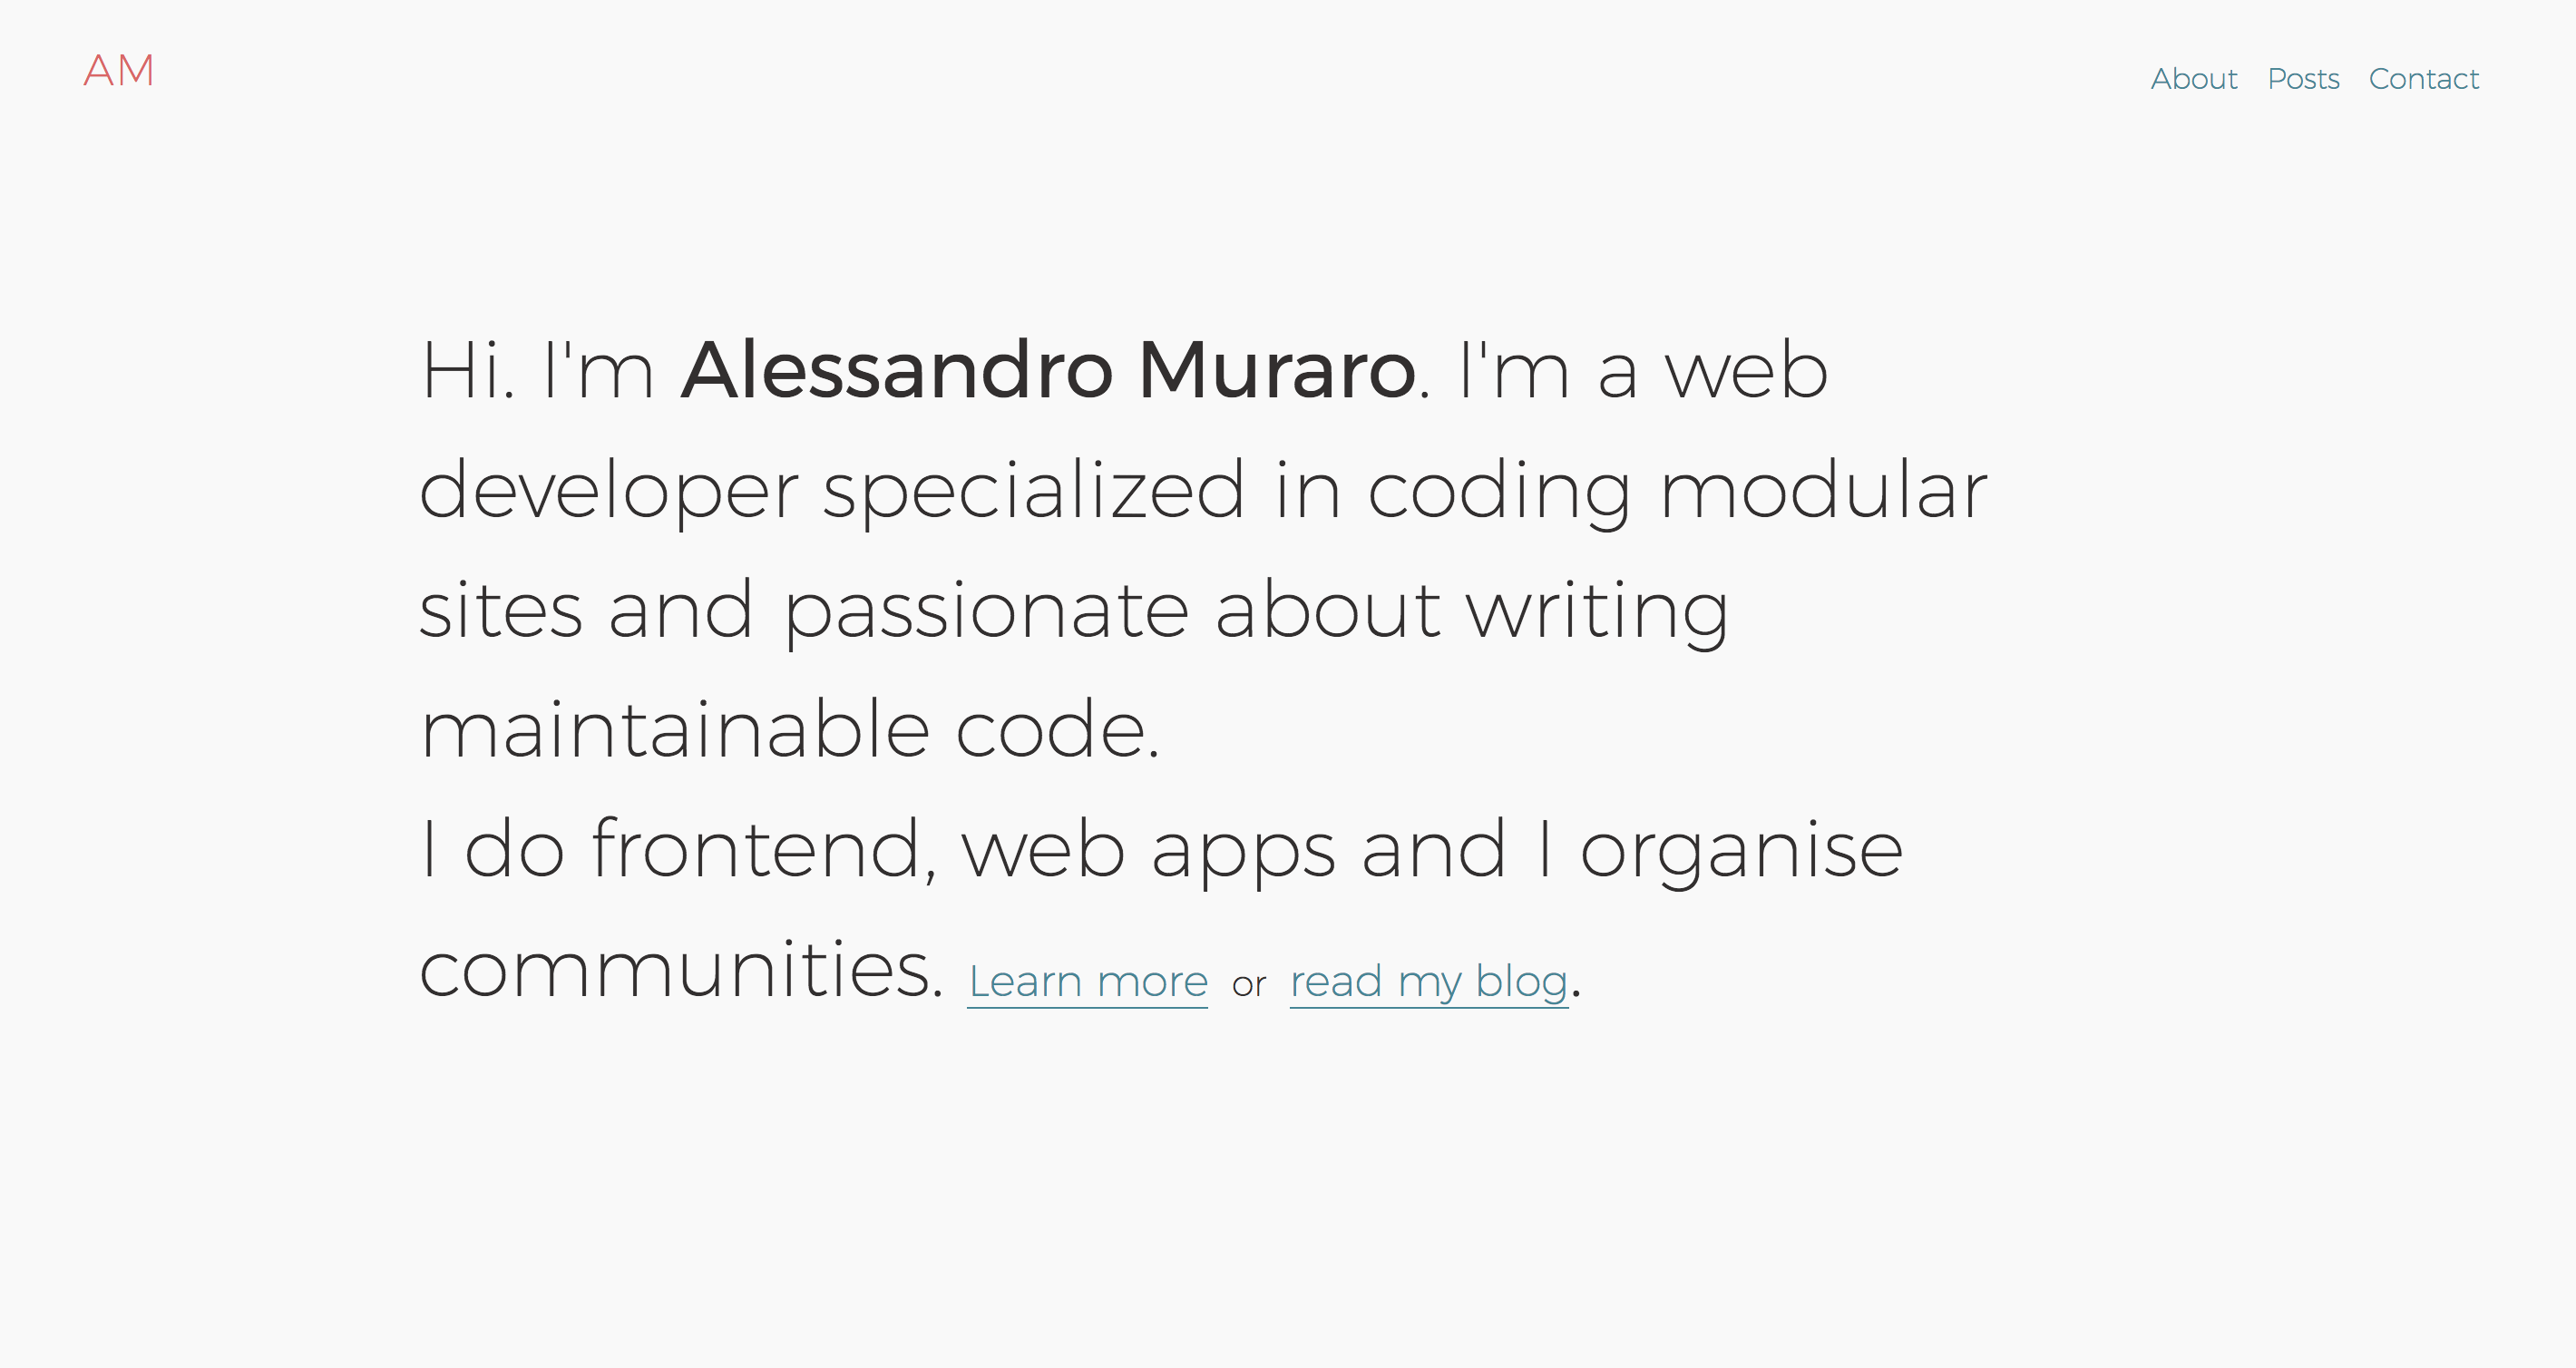 AM
About Posts Contact
Hi. I'm Alessandro Muraro. I'm a web
developer specialized in coding modular
sites and passionate about writing
maintainable code.
I do frontend, web apps and I organise
communities. Learn more or read my blog.